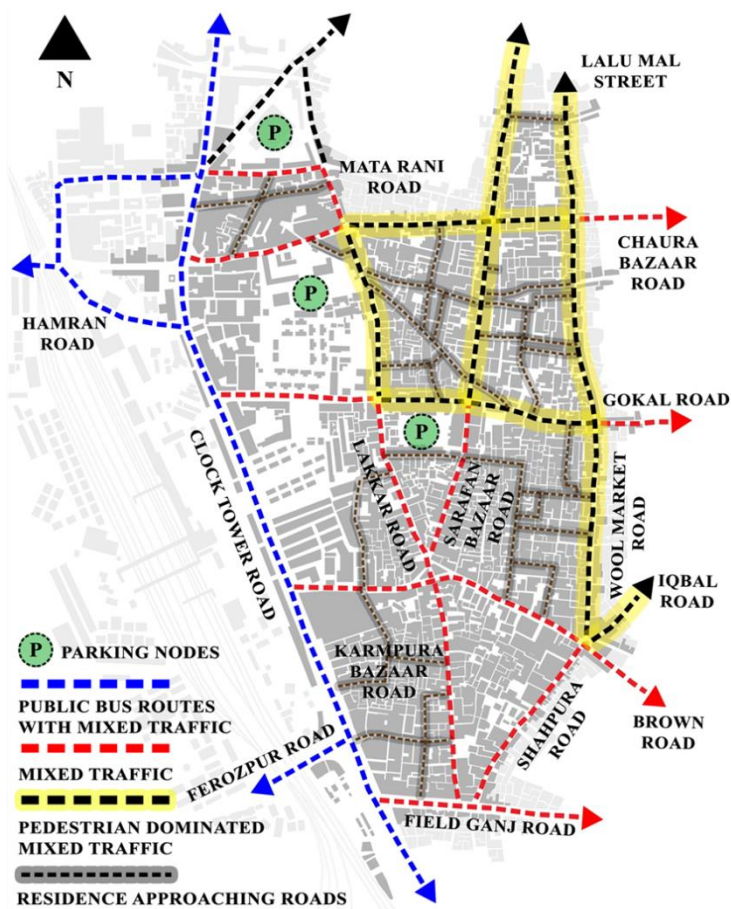 N
P
LALU MAL
STREET
MATA RANI
ROAD
CHAURA
BAZAAR
ROAD
P
HAMRAN
ROAD
GOKAL ROAD
P
CLOCK TOWER ROAD
LAKKAR ROAD
SARAFAN
BAZAAR
ROAD
WOOL MARKET
ROAD
IQBAL
ROAD
KARMPURA
BAZAAR
ROAD
SHAHPURA
ROAD
BROWN
ROAD
FEROZPUR ROAD
FIELD GANJ ROAD
P PARKING NODES
PUBLIC BUS ROUTES
WITH MIXED TRAFFIC
MIXED TRAFFIC
PEDESTRIAN DOMINATED
MIXED TRAFFIC
RESIDENCE APPROACHING ROADS